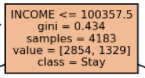 INCOME <= 100357.5
gini = 0.434
samples = 4183
value = [2854, 1329]
class = Stay